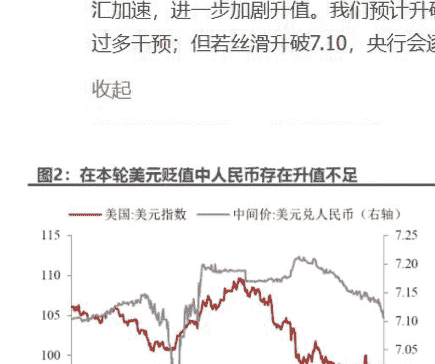 汇加速，进一步加剧升值。我们预计升
过多干预；但若丝滑升破7.10，央行会
收起
图2：在本轮美元贬值中人民币存在升值不足
美国:美元指数 中间价:美元兑人民币（右轴）
115 7.25
7.20
110
7.15
105 7.10
100 7.05